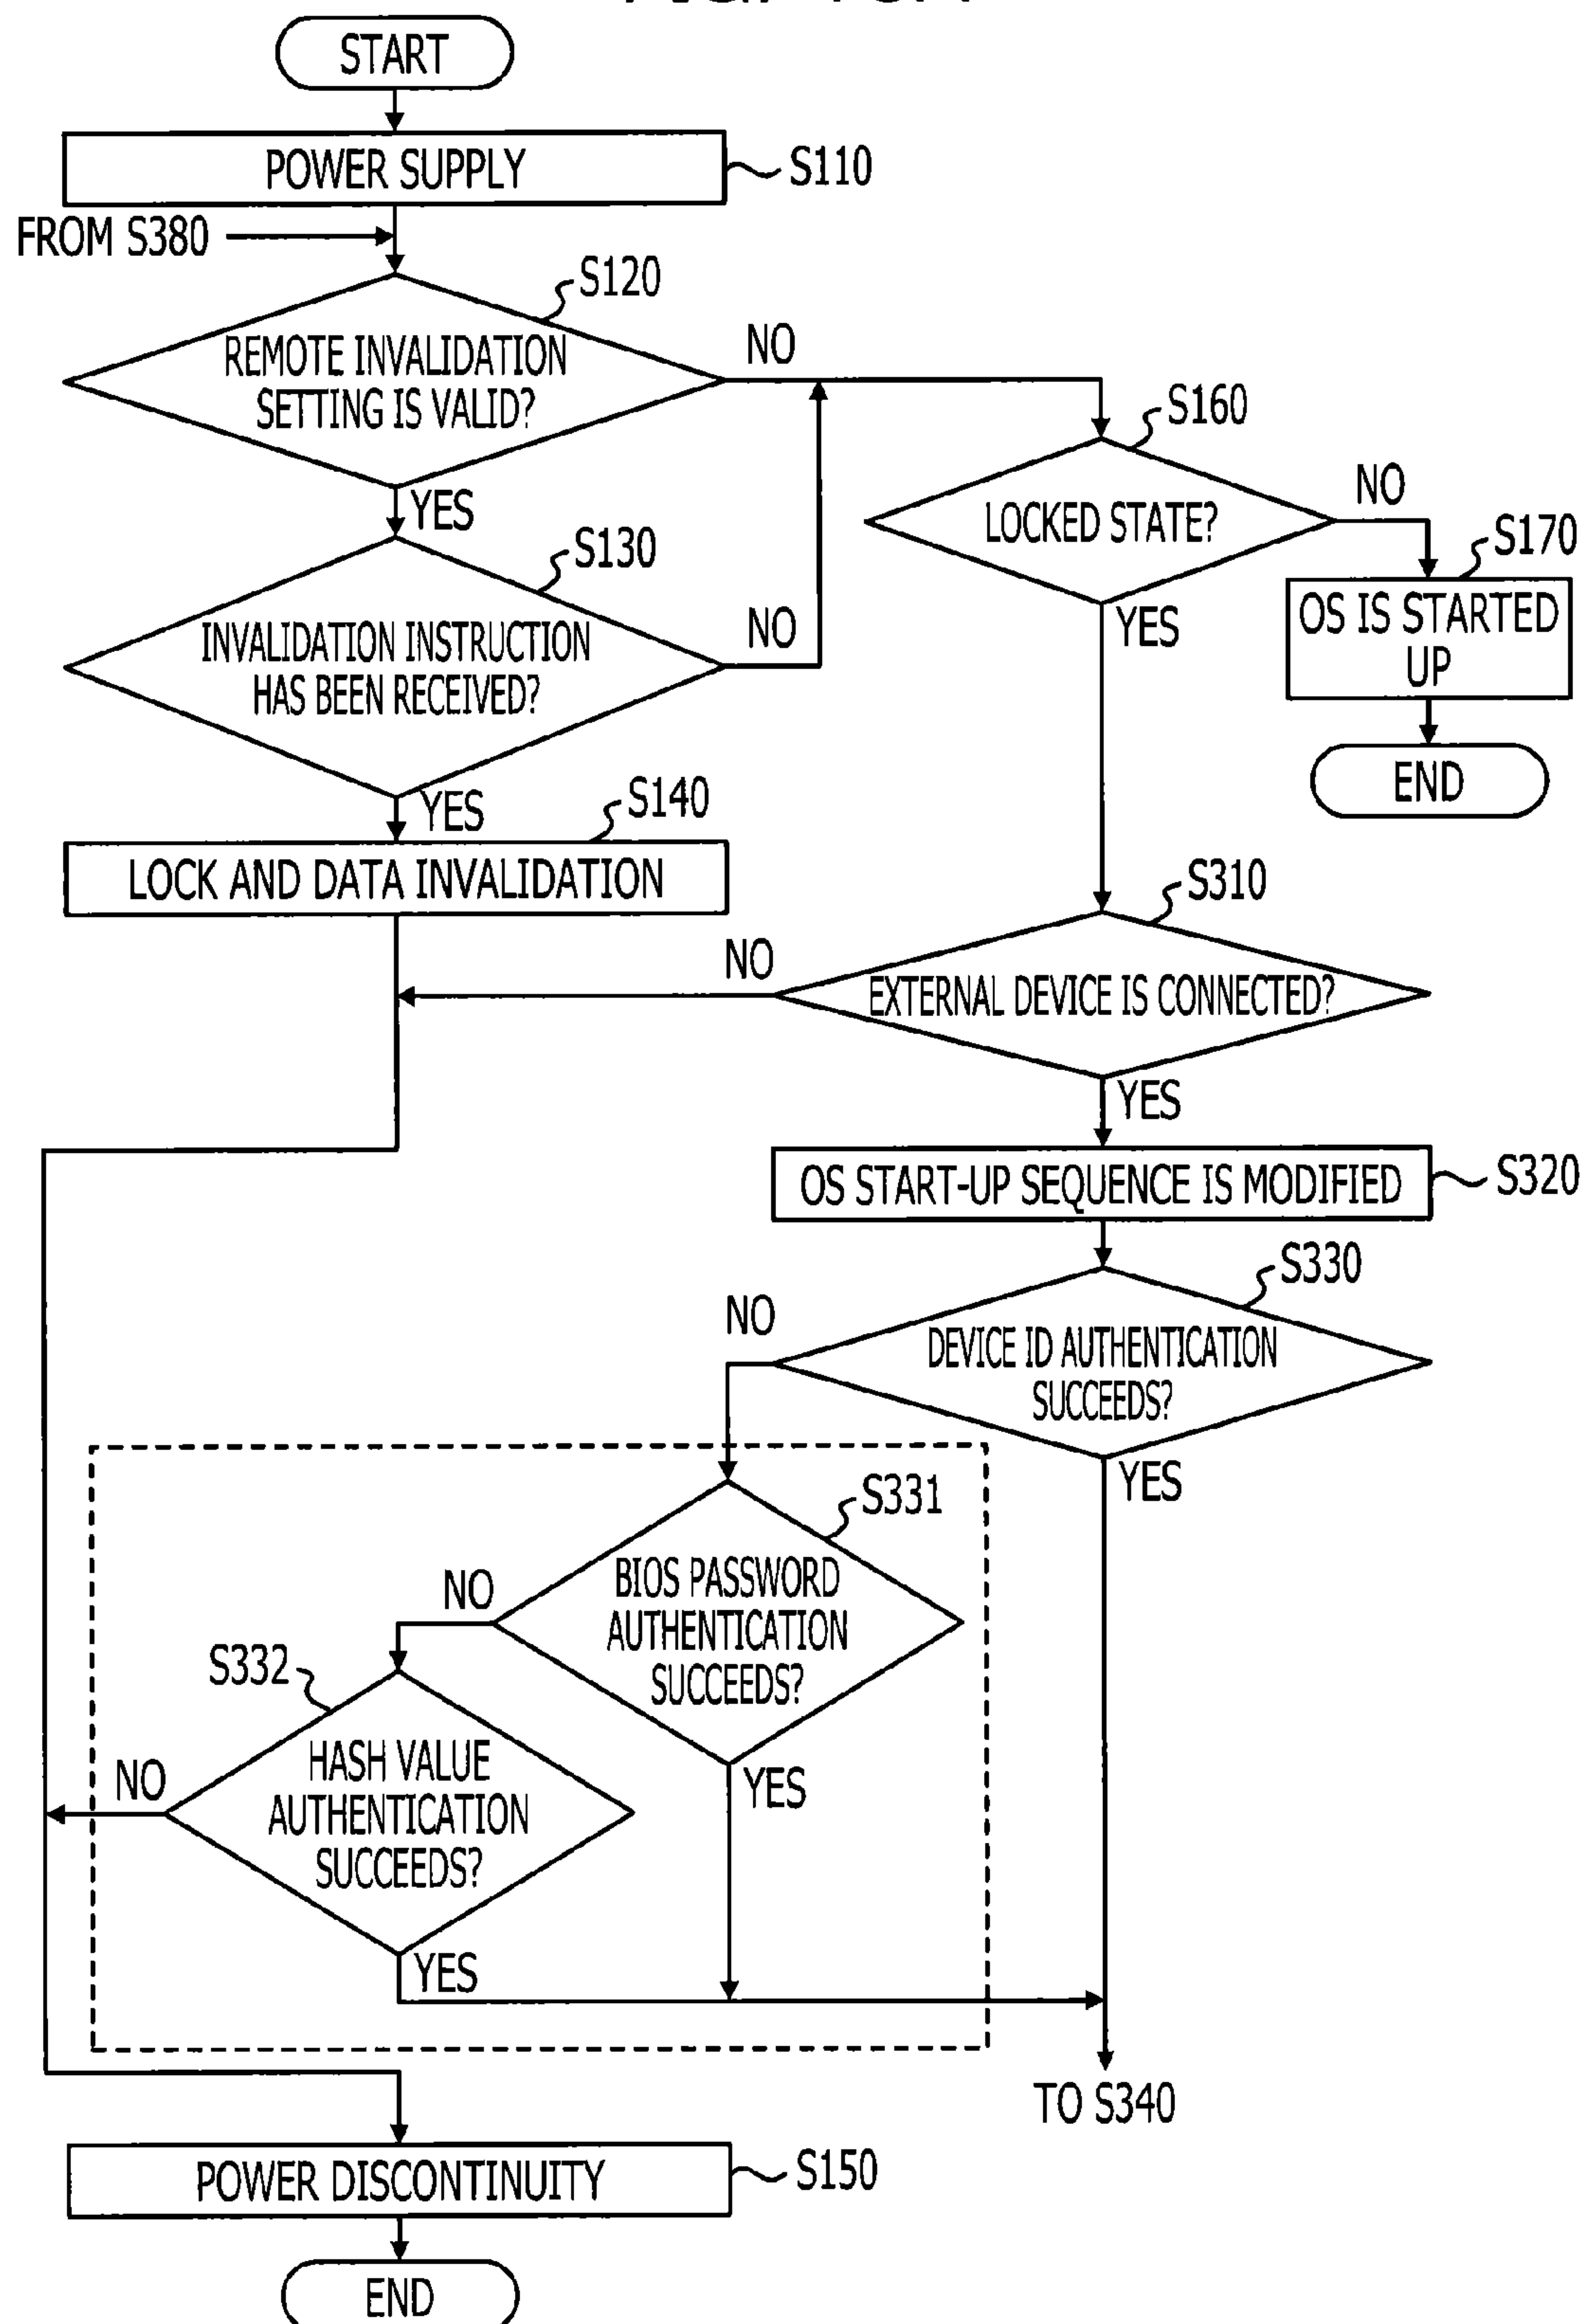 START
POWER SUPPLY
S110
FROM S380
S120
REMOTE INVALIDATION
SETTING IS VALID?
NO
YES
S160
LOCKED STATE?
NO
YES
S170
OS IS STARTED
UP
END
S130
INVALIDATION INSTRUCTION
HAS BEEN RECEIVED?
NO
YES
S140
LOCK AND DATA INVALIDATION
S310
EXTERNAL DEVICE IS CONNECTED?
NO
YES
OS START-UP SEQUENCE IS MODIFIED
S320
S330
DEVICE ID AUTHENTICATION
SUCCEEDS?
NO
YES
S331
BIOS PASSWORD
AUTHENTICATION
SUCCEEDS?
NO
YES
S332
HASH VALUE
AUTHENTICATION
SUCCEEDS?
NO
YES
TO S340
POWER DISCONTINUITY
S150
END